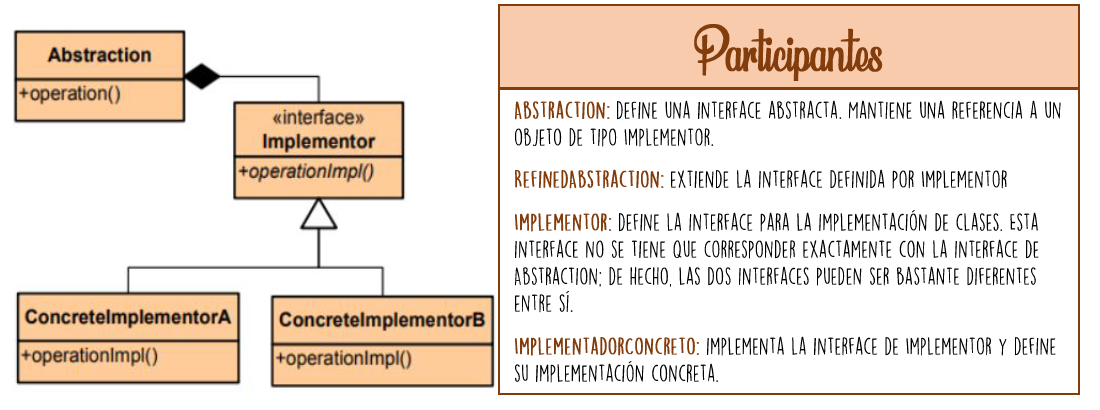 Abstraction
+operation()
«interface»
Implementor
+operationImpl()
ConcreteImplementorA
+operationImpl()
ConcreteImplementorB
+operationImpl()
Participantes
ABSTRACTION: DEFINE UNA INTERFACE ABSTRACTA. MANTIENE UNA REFERENCIA A UN
OBJETO DE TIPO IMPLEMENTOR.
REFINEDABSTRACTION: EXTIENDE LA INTERFACE DEFINIDA POR IMPLEMENTOR
IMPLEMENTOR: DEFINE LA INTERFACE PARA LA IMPLEMENTACIÓN DE CLASES. ESTA
INTERFACE NO SE TIENE QUE CORRESPONDER EXACTAMENTE CON LA INTERFACE DE
ABSTRACTION; DE HECHO, LAS DOS INTERFACES PUEDEN SER BASTANTE DIFERENTES
ENTRE SÍ.
IMPLEMENTADORCONCRETO: IMPLEMENTA LA INTERFACE DE IMPLEMENTOR Y DEFINE
SU IMPLEMENTACIÓN CONCRETA.